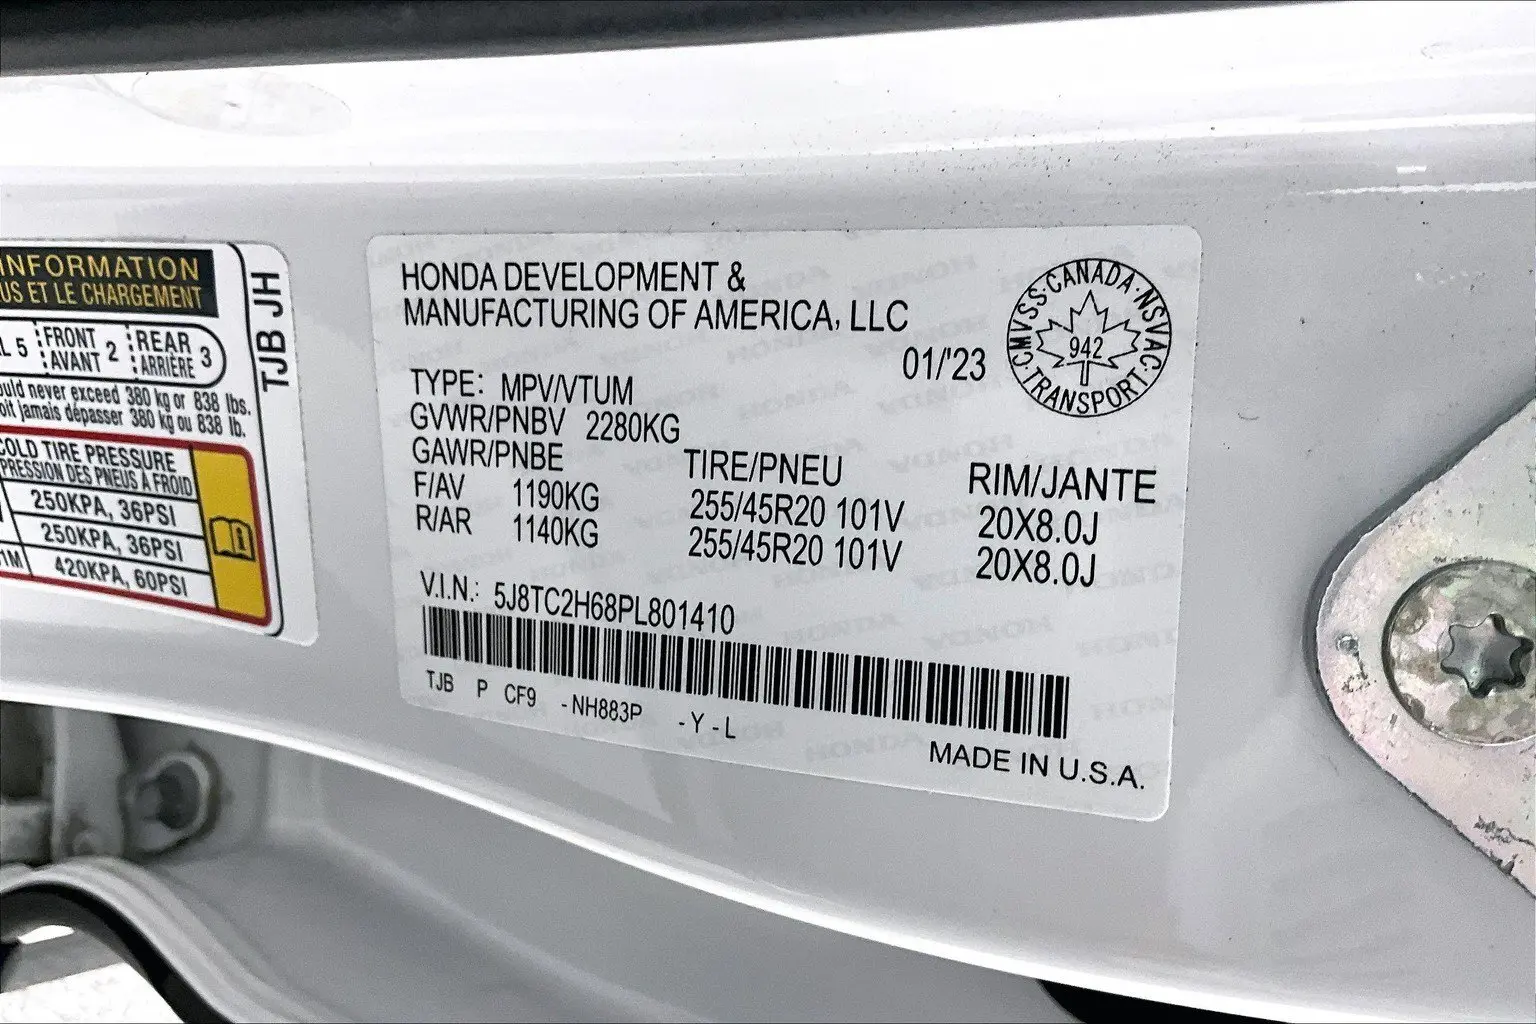 INFORMATION
US ET LE CHARGEMENT
L 5 FRONT AVANT 2 REAR ARRIÈRE 3
ould never exceed 380 kg or 838 lbs.
oit jamais dépasser 380 kg ou 838 lb.
COLD TIRE PRESSURE
PRESSION DES PNEUS À FROID
250KPA, 36PSI
250KPA, 36PSI
1M 420KPA, 60PSI
TJB JH
HONDA DEVELOPMENT &
MANUFACTURING OF AMERICA, LLC
01/'23
CMVSS·CANADA·NSVAC·TRANSPORT·
942
TYPE: MPV/VTUM
GVWR/PNBV 2280KG
GAWR/PNBE TIRE/PNEU RIM/JANTE
F/AV 1190KG 255/45R20 101V 20X8.0J
R/AR 1140KG 255/45R20 101V 20X8.0J
V.I.N.: 5J8TC2H68PL801410
TJB P CF9 -NH883P -Y-L
MADE IN U.S.A.